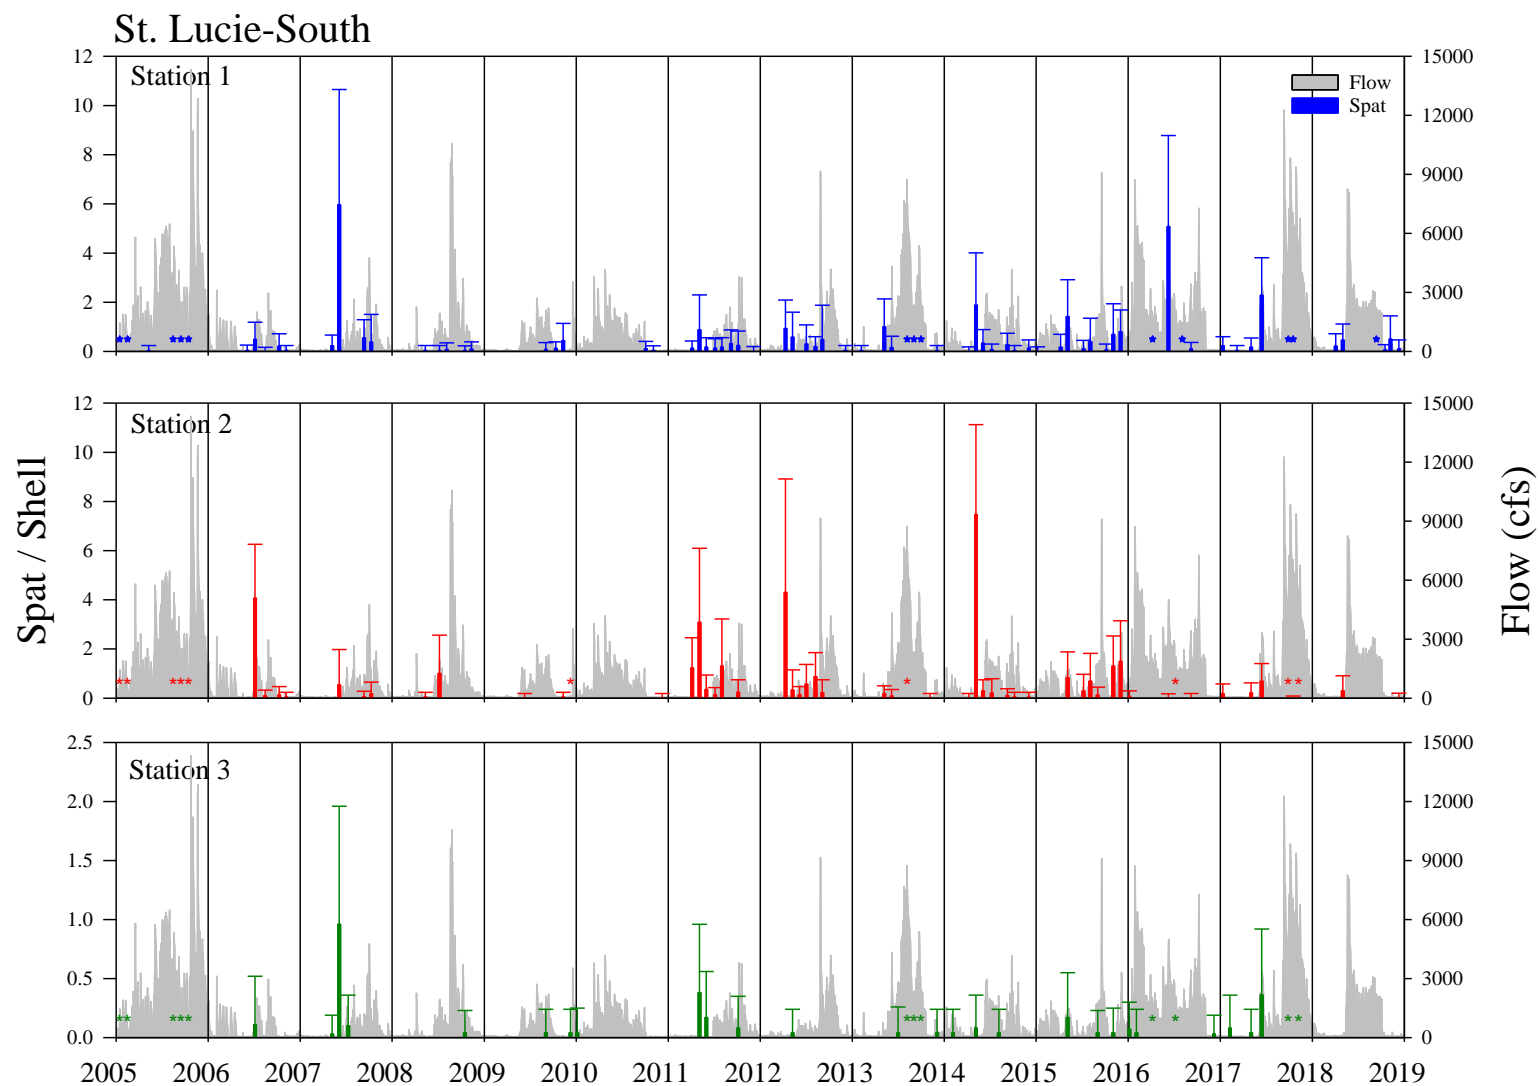 St. Lucie-South
12 Station 1 15000
Flow
Spat
10 12000
8 9000
6 6000
4
2 3000
0 0
** *** *** * * ** *
12 Station 2 15000
10 12000
8 9000
6 6000
4
2 3000
0 0
** *** * * * * *
Spat / Shell
Flow (cfs)
2.5 Station 3 15000
2.0 12000
1.5 9000
1.0 6000
0.5 3000
0.0 0
** *** *** * * * *
2005 2006 2007 2008 2009 2010 2011 2012 2013 2014 2015 2016 2017 2018 2019